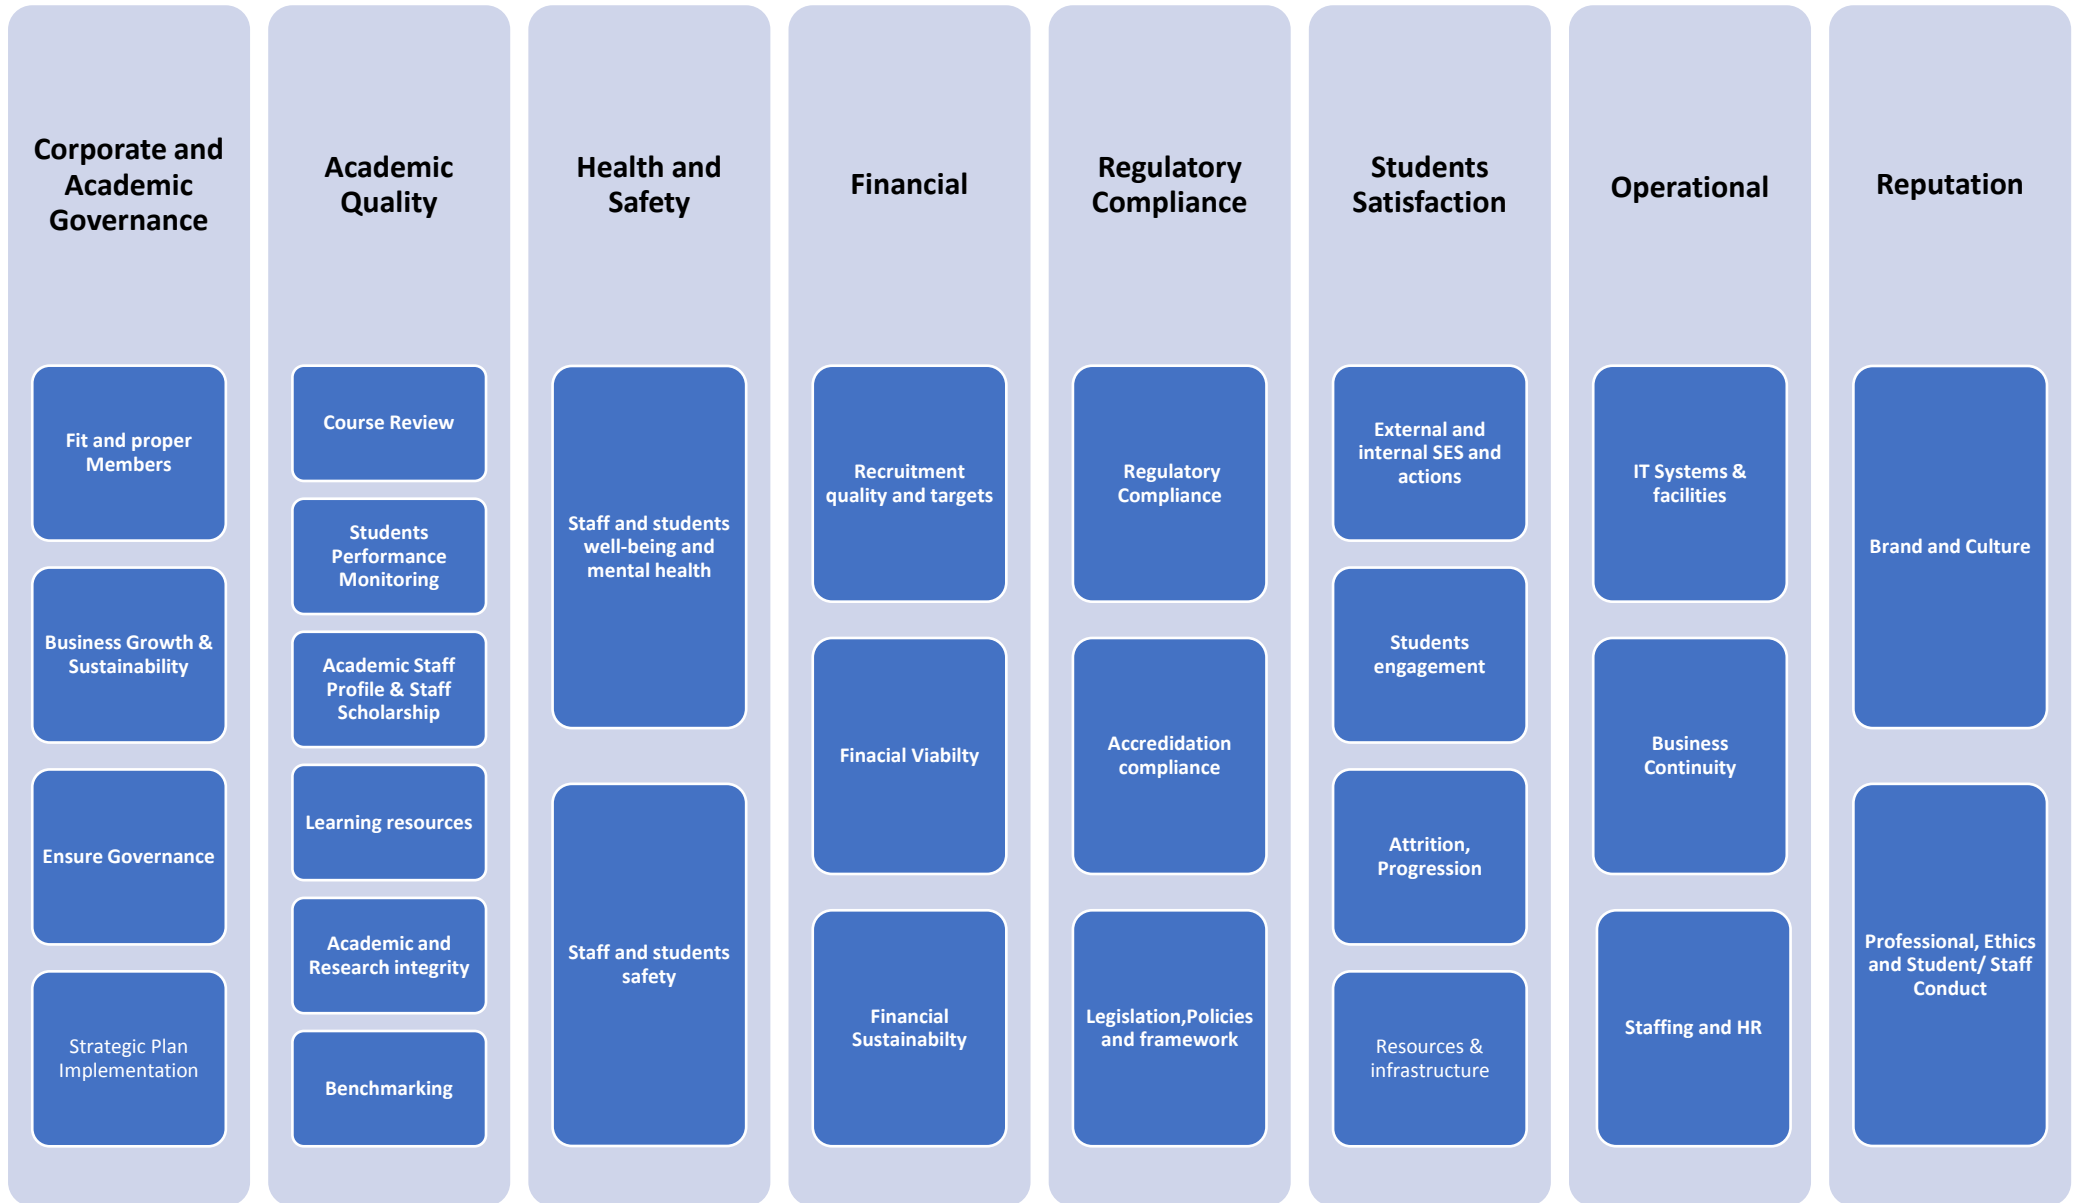 Corporate and
Academic
Governance
Fit and proper
Members
Business Growth &
Sustainability
Ensure Governance
Strategic Plan
Implementation
Academic
Quality
Course Review
Students
Performance
Monitoring
Academic Staff
Profile & Staff
Scholarship
Learning resources
Academic and
Research integrity
Benchmarking
Health and
Safety
Staff and students
well-being and
mental health
Staff and students
safety
Financial
Recruitment
quality and targets
Finacial Viabilty
Financial
Sustainabilty
Regulatory
Compliance
Regulatory
Compliance
Accredidation
compliance
Legislation,Policies
and framework
Students
Satisfaction
External and
internal SES and
actions
Students
engagement
Attrition,
Progression
Resources &
infrastructure
Operational
IT Systems &
facilities
Business
Continuity
Staffing and HR
Reputation
Brand and Culture
Professional, Ethics
and Student/ Staff
Conduct